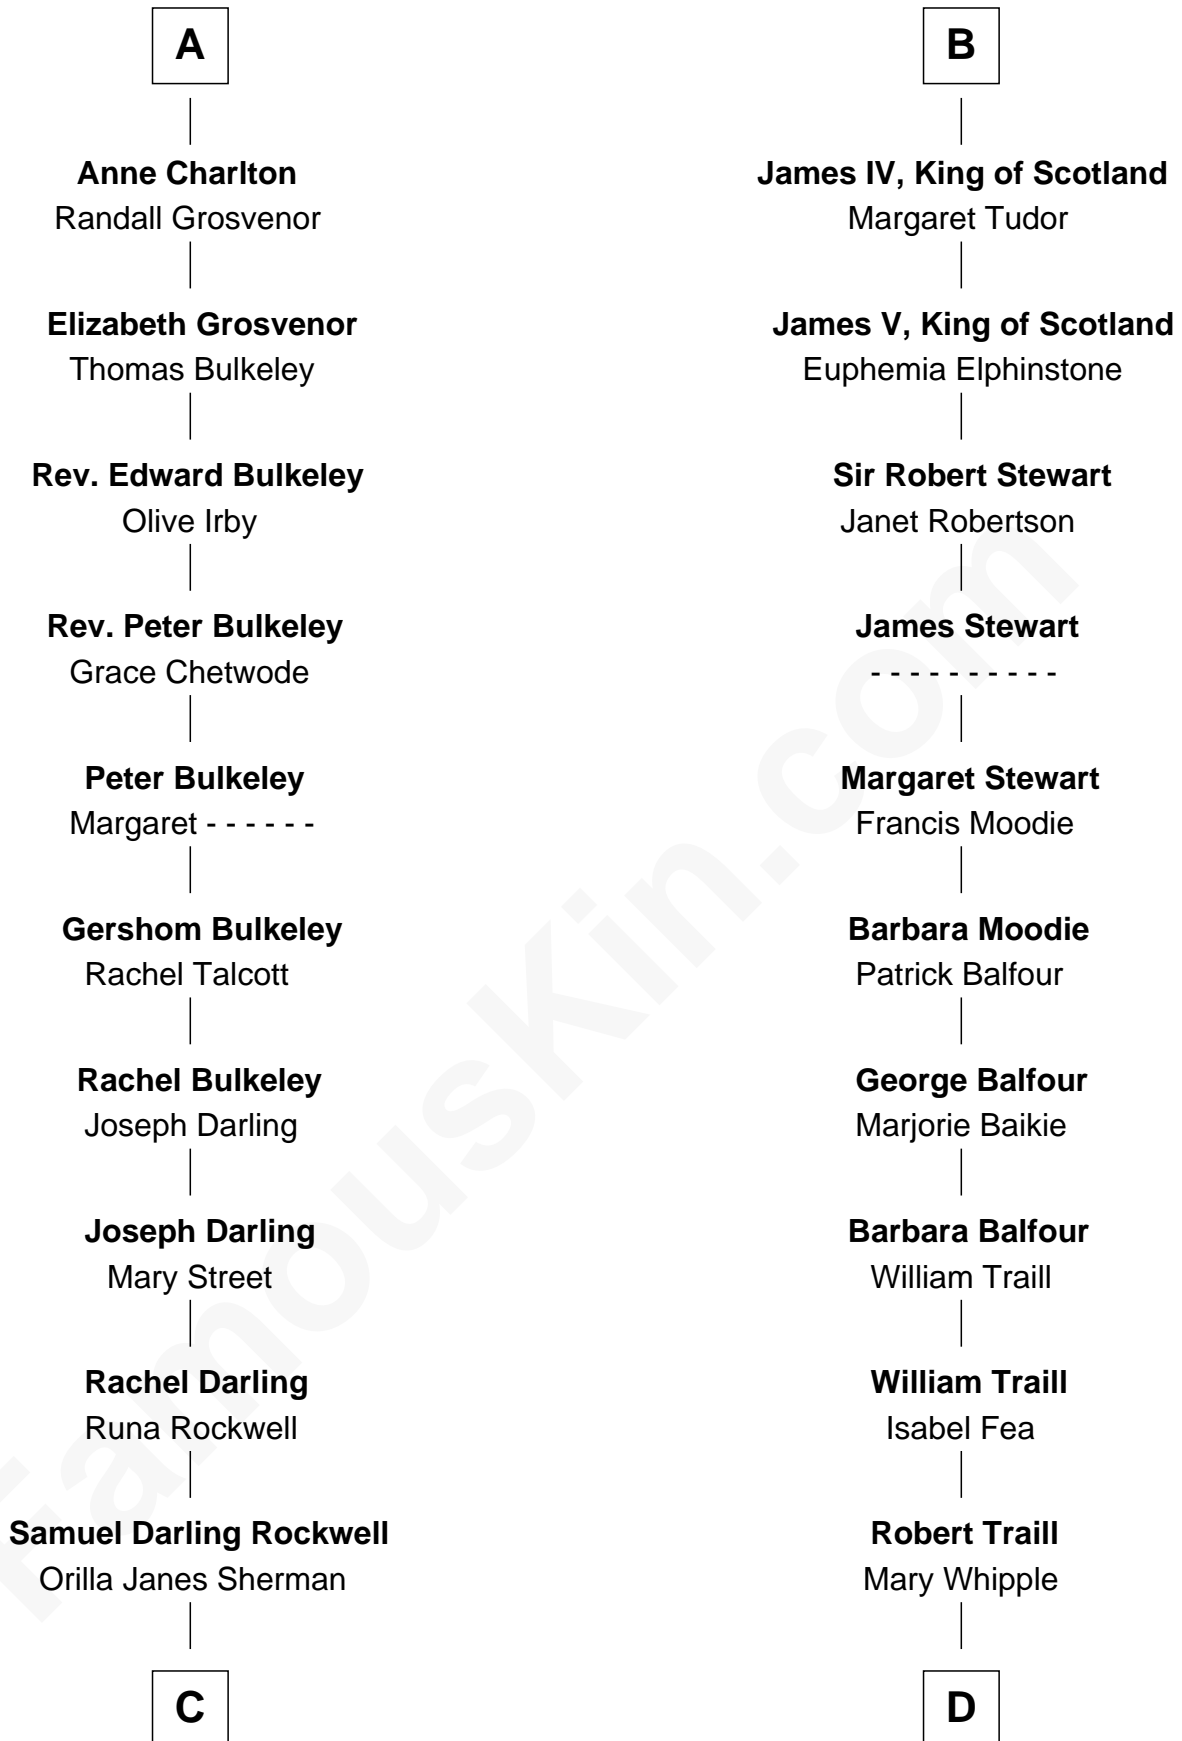 A
Anne Charlton
Randall Grosvenor
Elizabeth Grosvenor
Thomas Bulkeley
Rev. Edward Bulkeley
Olive Irby
Rev. Peter Bulkeley
Grace Chetwode
Peter Bulkeley
Margaret - - - - - -
Gershom Bulkeley
Rachel Talcott
Rachel Bulkeley
Joseph Darling
Joseph Darling
Mary Street
Rachel Darling
Runa Rockwell
Samuel Darling Rockwell
Orilla Janes Sherman
C
B
James IV, King of Scotland
Margaret Tudor
James V, King of Scotland
Euphemia Elphinstone
Sir Robert Stewart
Janet Robertson
James Stewart
- - - - - - - - - -
Margaret Stewart
Francis Moodie
Barbara Moodie
Patrick Balfour
George Balfour
Marjorie Baikie
Barbara Balfour
William Traill
William Traill
Isabel Fea
Robert Traill
Mary Whipple
D
FamousKin.com